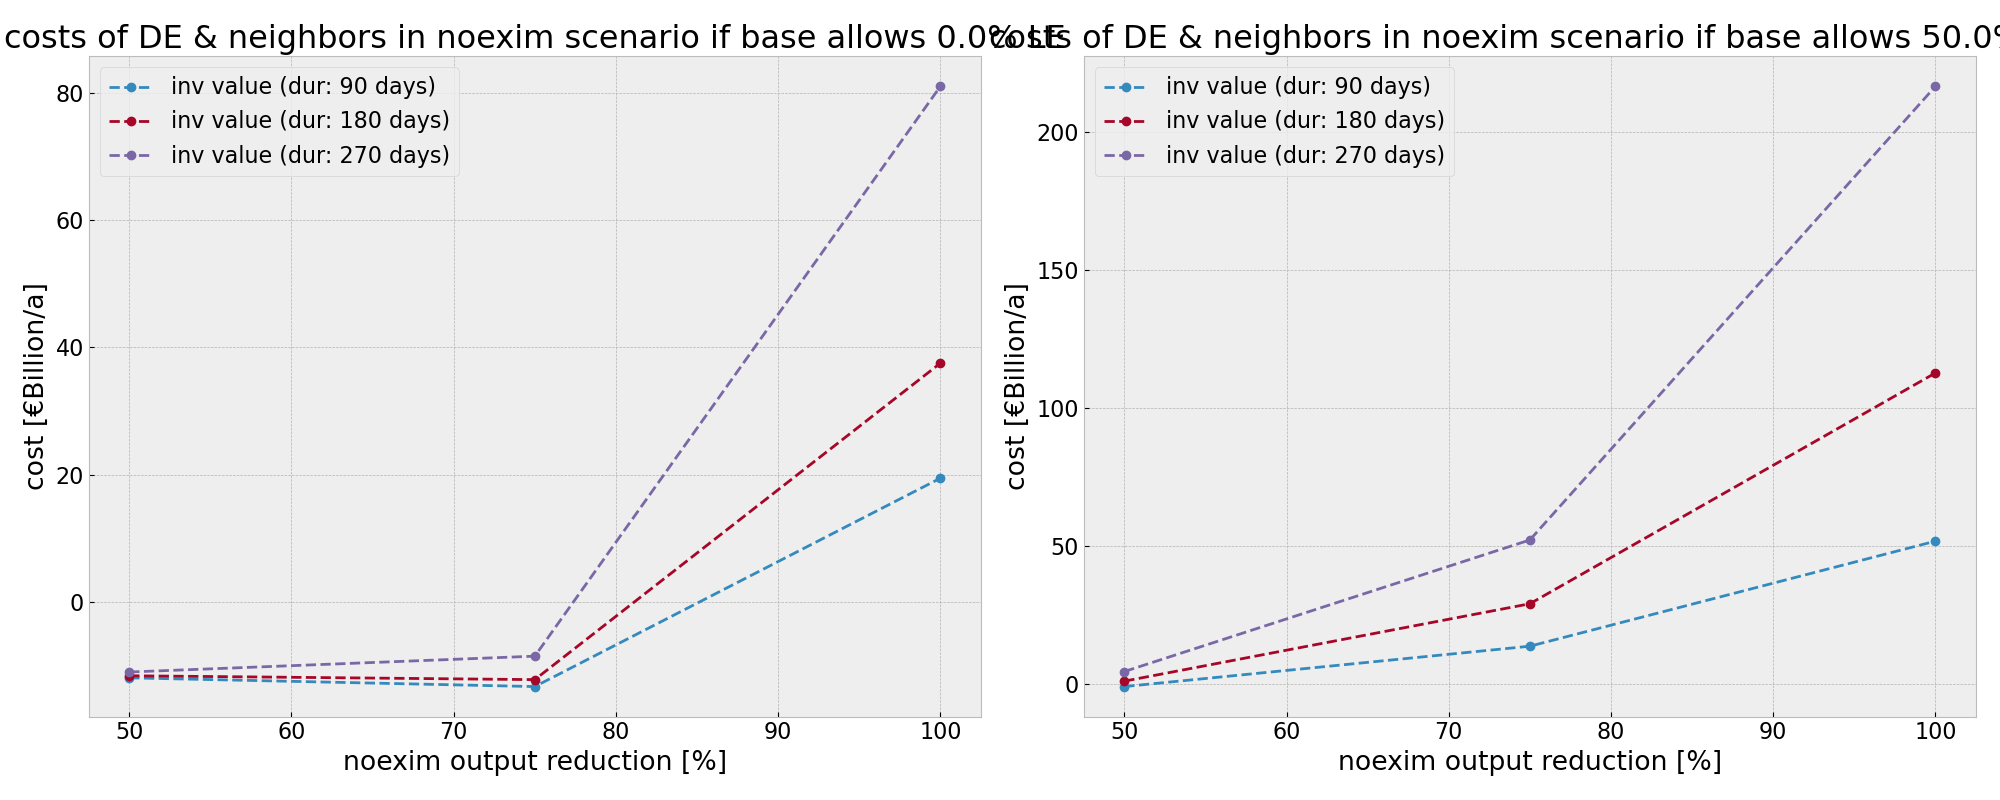 costs of DE & neighbors in noexim scenario if base allows 0.0% LE
inv value (dur: 90 days)
inv value (dur: 180 days)
inv value (dur: 270 days)
80
60
40
20
0
cost [€Billion/a]
50 60 70 80 90 100
noexim output reduction [%]
costs of DE & neighbors in noexim scenario if base allows 50.0%
inv value (dur: 90 days)
inv value (dur: 180 days)
inv value (dur: 270 days)
200
150
100
50
0
cost [€Billion/a]
50 60 70 80 90 100
noexim output reduction [%]